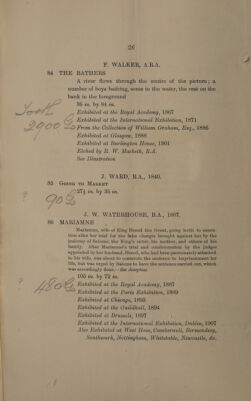 26
F. WALKER, A.R.A.
84 THE BATHERS
A river flows through the centre of the picture; a
number of boys bathing, some in the water, the rest on the
bank in the foreground
36 in. by 84 in.
Exhibited at the Royal Academy, 1867
Exhibited at the International Exhibition, 1871
2900
From the Collection of William Graham, Esq., 1886
Exhibited at Glasgow, 1888
Exhibited at Burlington House, 1901
Etched by R. W. Macbeth, R.A.
See Illustration
J. WARD, R.A., 1840.
85 GOING TO MARKET
27½ in. by 35 in.
90
J. W. WATERHOUSE, R.A., 1887.
86 MARIAMNE
Mariamne, wife of King Herod the Great, going forth to execu-
tion after her trial for the false charges brought against her by the
jealousy of Salome, the King's sister, his mother, and others of his
family. After Mariamne's trial and condemnation by the judges
appointed by her husband, Herod, who had been passionately attached
to his wife, was about to commute the sentence to imprisonment for
life, but was urged by Salome to have the sentence carried out, which
was accordingly done.—See Josephus
105 in. by 72 in.
480
Exhibited at the Royal Academy, 1887
Exhibited at the Paris Exhibition, 1889
Exhibited at Chicago, 1893
Exhibited at the Guildhall, 1894
Exhibited at Brussels, 1897
Exhibited at the International Exhibition, Dublin, 1907
Also Exhibited at West Ham, Camberwell, Bermondsey,
Southwark, Nottingham, Whitstable, Newcastle, &c.